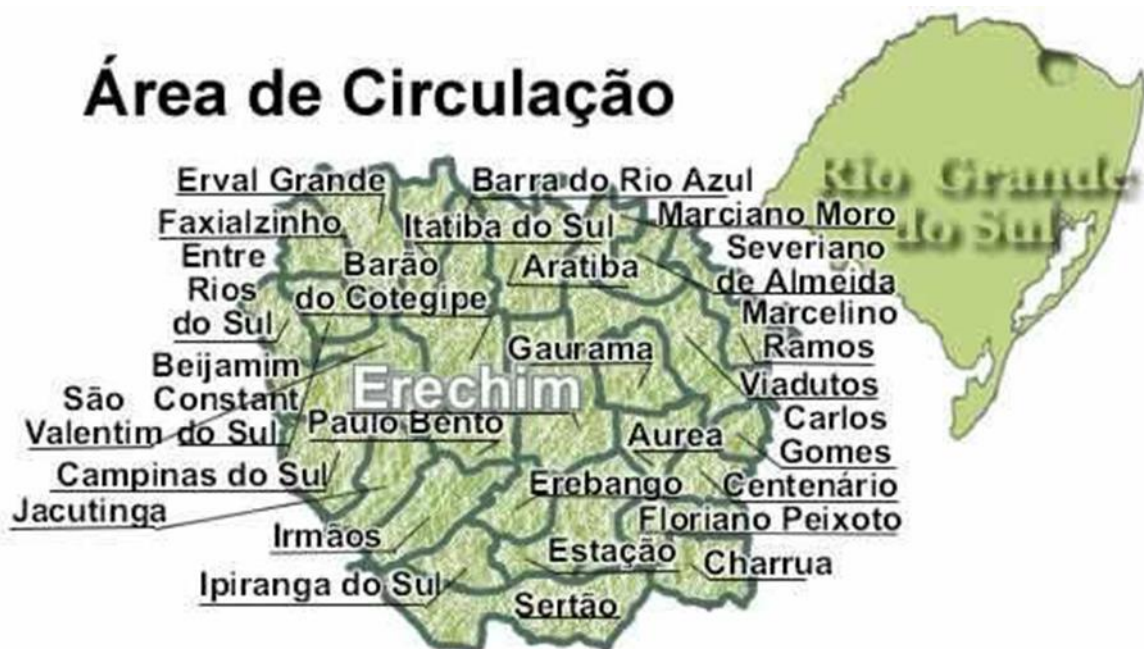 Área de Circulação
Rio Grande
do Sul
Erval Grande
Barra do Rio Azul
Faxialzinho
Itatiba do Sul
Marciano Moro
Entre
Rios
do Sul
Barão
do Cotegipe
Aratiba
Severiano
de Almeida
Marcelino
Ramos
Beijamim
Constant
do Sul
Gaurama
Viadutos
São
Valentim
Erechim
Carlos
Gomes
Paulo Bento
Aurea
Campinas do Sul
Erebango
Centenário
Jacutinga
Floriano Peixoto
Irmãos
Estação
Charrua
Ipiranga do Sul
Sertão